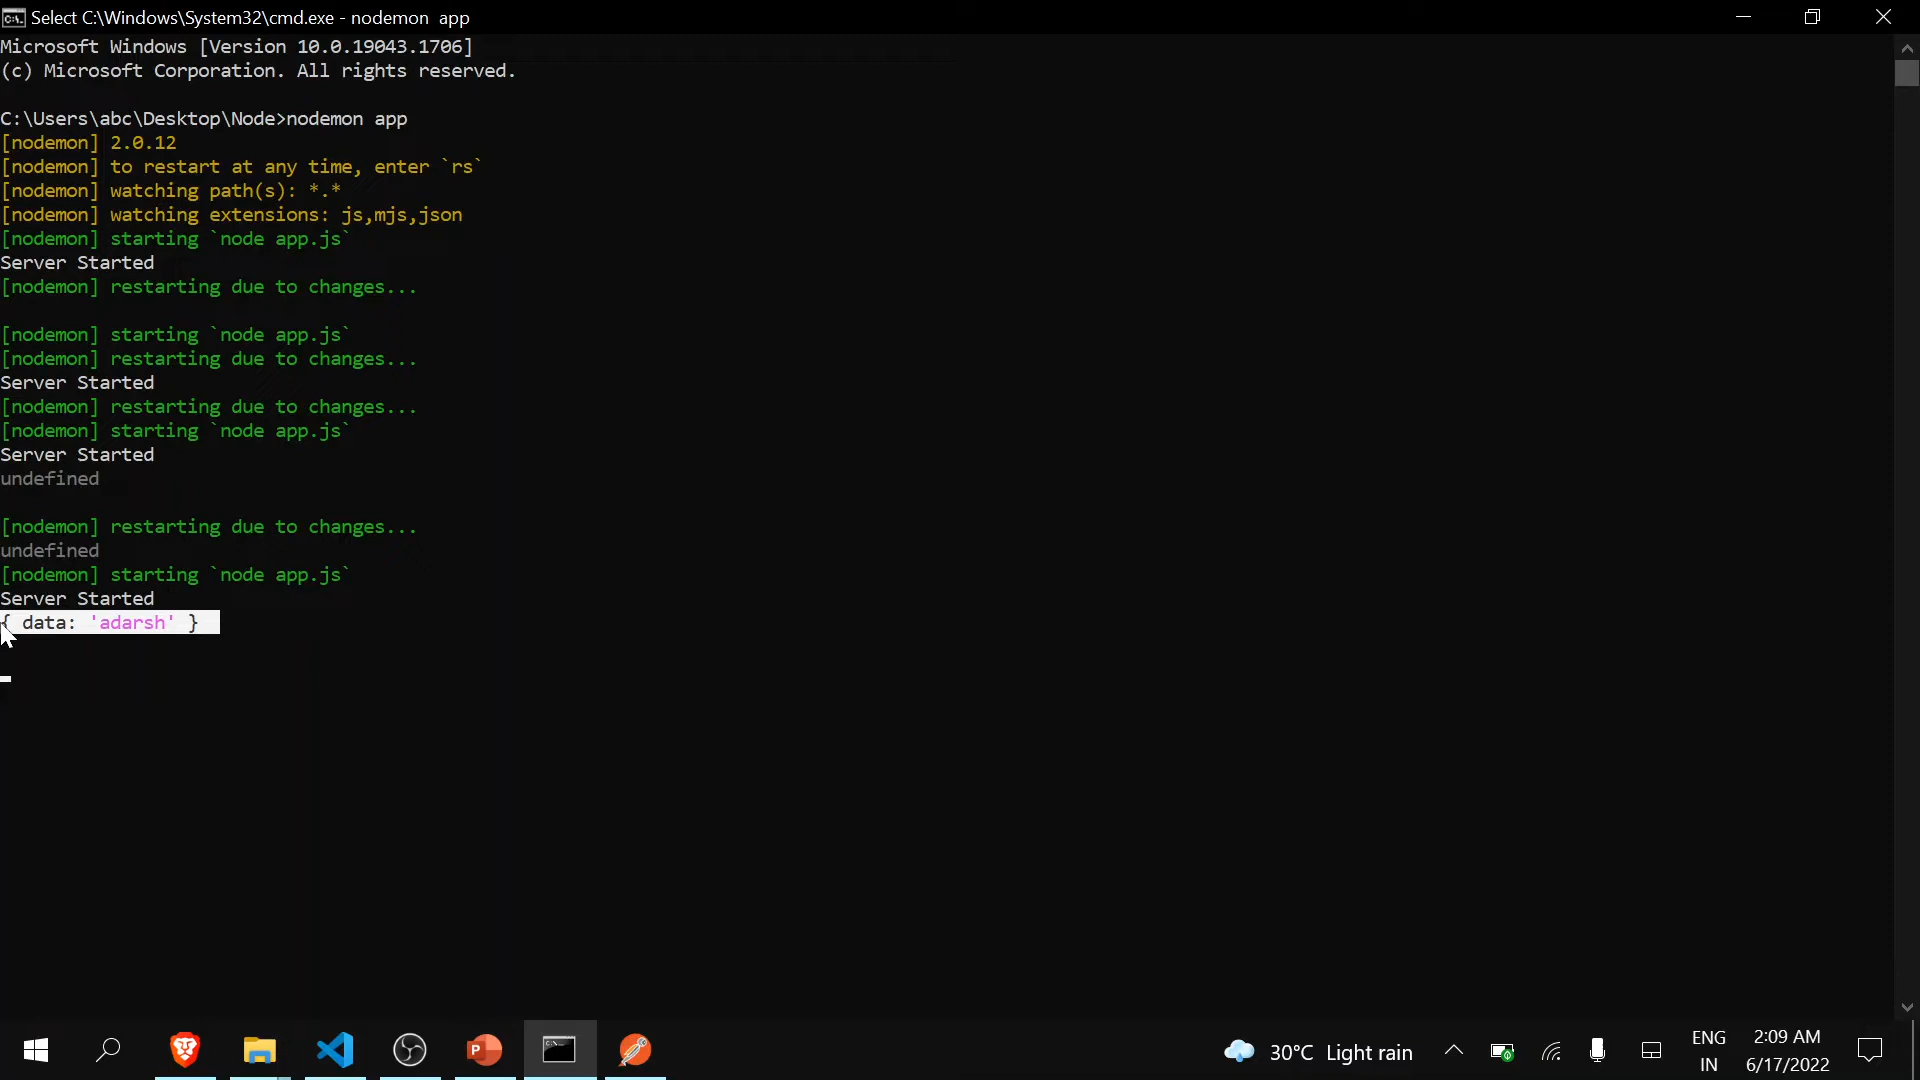 Select C:\Windows\System32\cmd.exe - nodemon  app
Microsoft Windows [Version 10.0.19043.1706]
(c) Microsoft Corporation. All rights reserved.
C:\Users\abc\Desktop\Node>nodemon app
[nodemon] 2.0.12
[nodemon] to restart at any time, enter `rs`
[nodemon] watching path(s): *.*
[nodemon] watching extensions: js,mjs,json
[nodemon] starting `node app.js`
Server Started
[nodemon] restarting due to changes...
[nodemon] starting `node app.js`
[nodemon] restarting due to changes...
Server Started
[nodemon] restarting due to changes...
[nodemon] starting `node app.js`
Server Started
undefined
[nodemon] restarting due to changes...
undefined
[nodemon] starting `node app.js`
Server Started
{ data: 'adarsh' }
30°C Light rain
ENG
IN
2:09 AM
6/17/2022